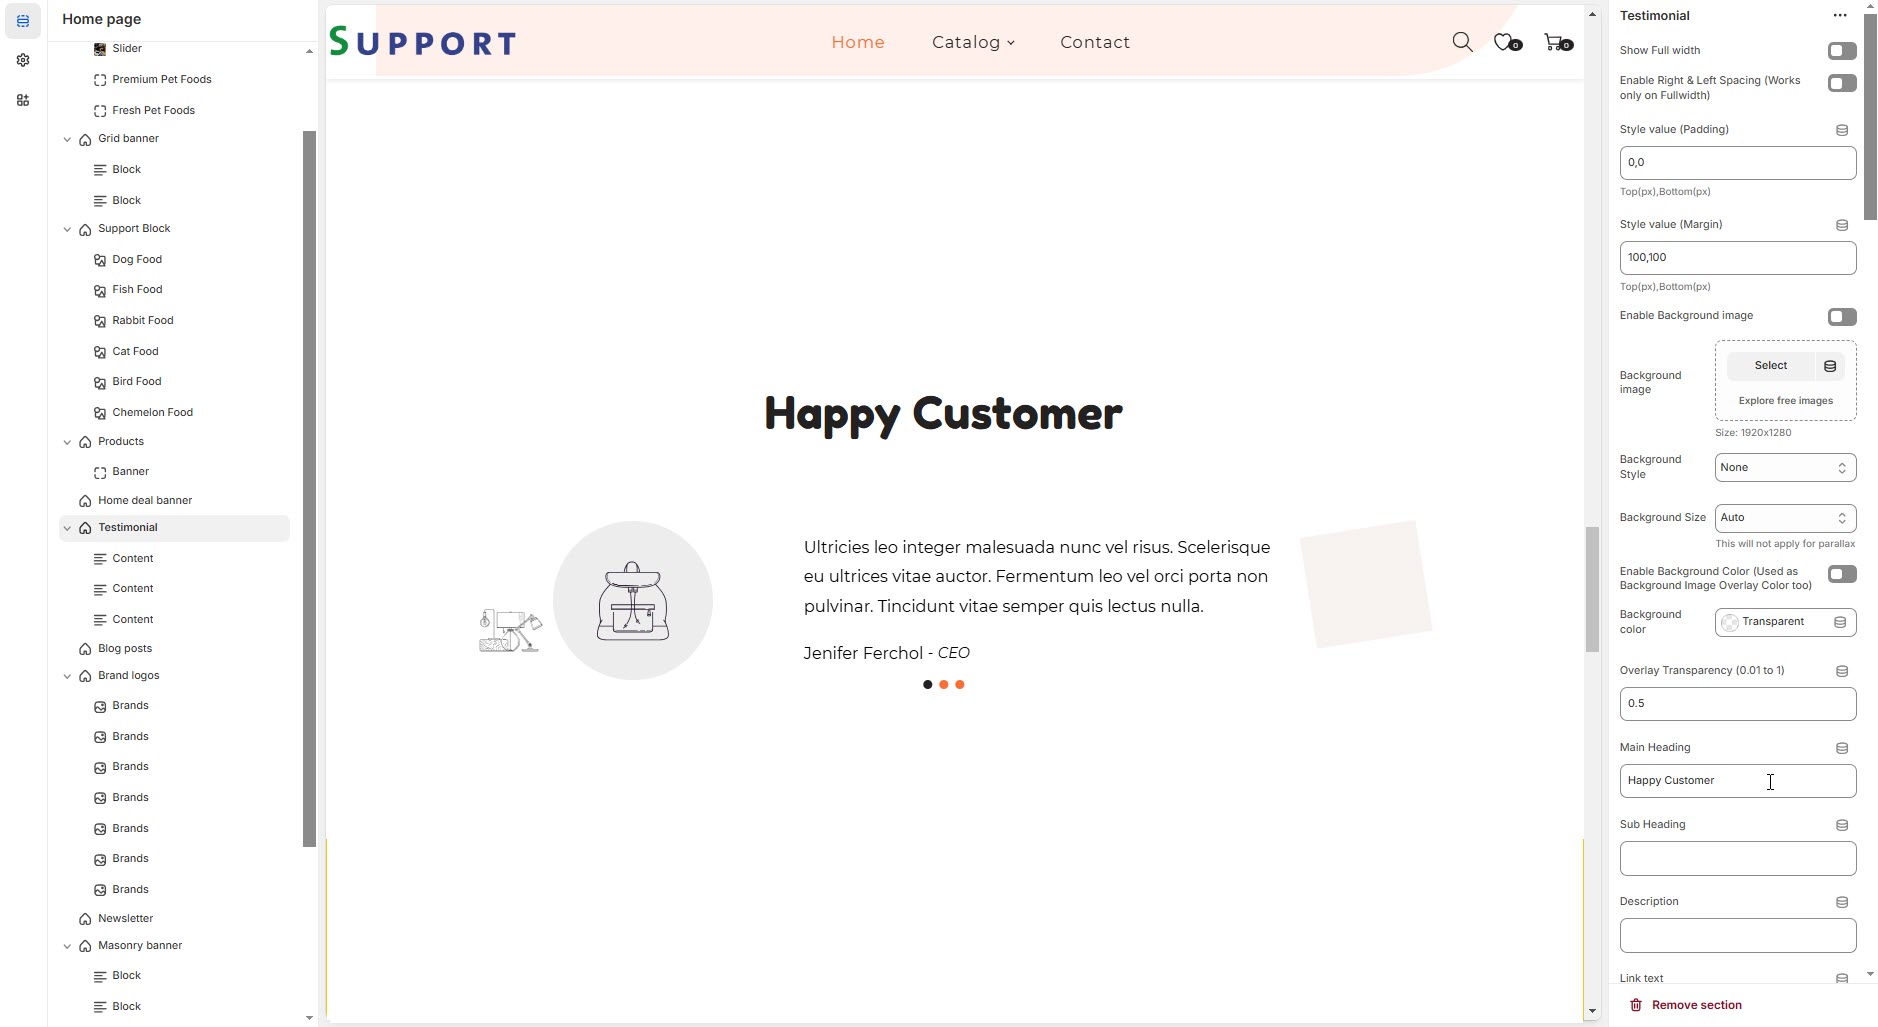 Home page
Slider
Premium Pet Foods
Fresh Pet Foods
Grid banner
Block
Block
Support Block
Dog Food
Fish Food
Rabbit Food
Cat Food
Bird Food
Chemelon Food
Products
Banner
Home deal banner
Testimonial
Content
Content
Content
Blog posts
Brand logos
Brands
Brands
Brands
Brands
Brands
Brands
Brands
Newsletter
Masonry banner
Block
Block
SUPPORT
Home
Catalog
Contact
0
0
Happy Customer
Ultricies leo integer malesuada nunc vel risus. Scelerisque
eu ultrices vitae auctor. Fermentum leo vel orci porta non
pulvinar. Tincidunt vitae semper quis lectus nulla.
Jenifer Ferchol - CEO
Testimonial
Show Full width
Enable Right & Left Spacing (Works
only on Fullwidth)
Style value (Padding)
0,0
Top(px),Bottom(px)
Style value (Margin)
100,100
Top(px),Bottom(px)
Enable Background image
Background
image
Select
Explore free images
Size: 1920x1280
Background
Style
None
Background Size
Auto
This will not apply for parallax
Enable Background Color (Used as
Background Image Overlay Color too)
Background
color
Transparent
Overlay Transparency (0.01 to 1)
0.5
Main Heading
Happy Customer
Sub Heading
Description
Link text
Remove section